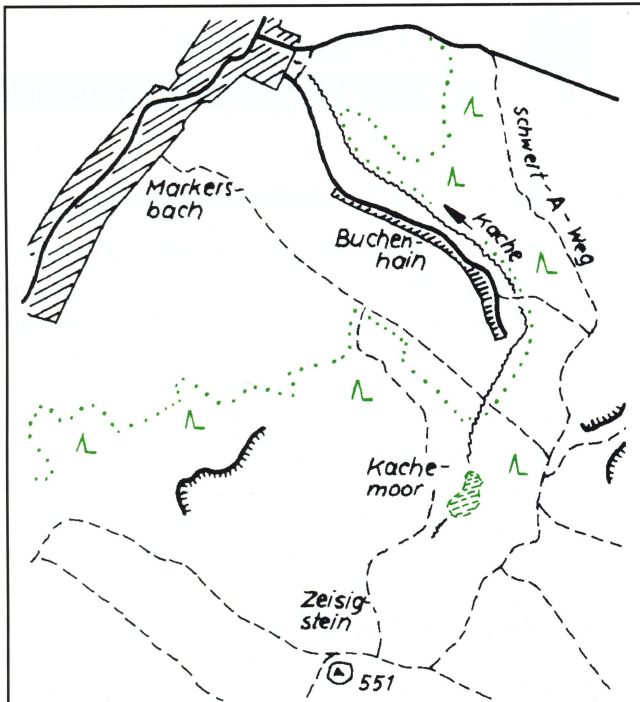 schwert A - Weg
Markers-
bach
Kache
Buchen-
hain
Kache-
moor
Zeisig-
stein
551